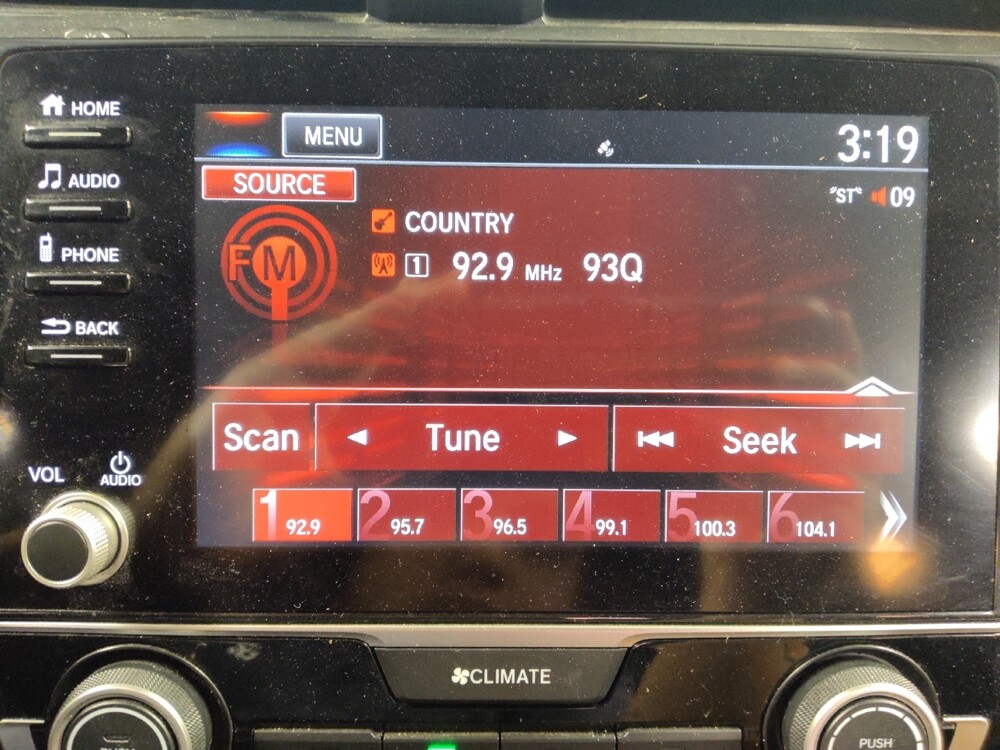 HOME
AUDIO
PHONE
BACK
VOL
AUDIO
MENU
3:19
SOURCE
"ST" 09
FM
COUNTRY
1 92.9 MHz 93Q
Scan Tune Seek
1 92.9 2 95.7 3 96.5 4 99.1 5 100.3 6 104.1
CLIMATE
PUSH
PUSH